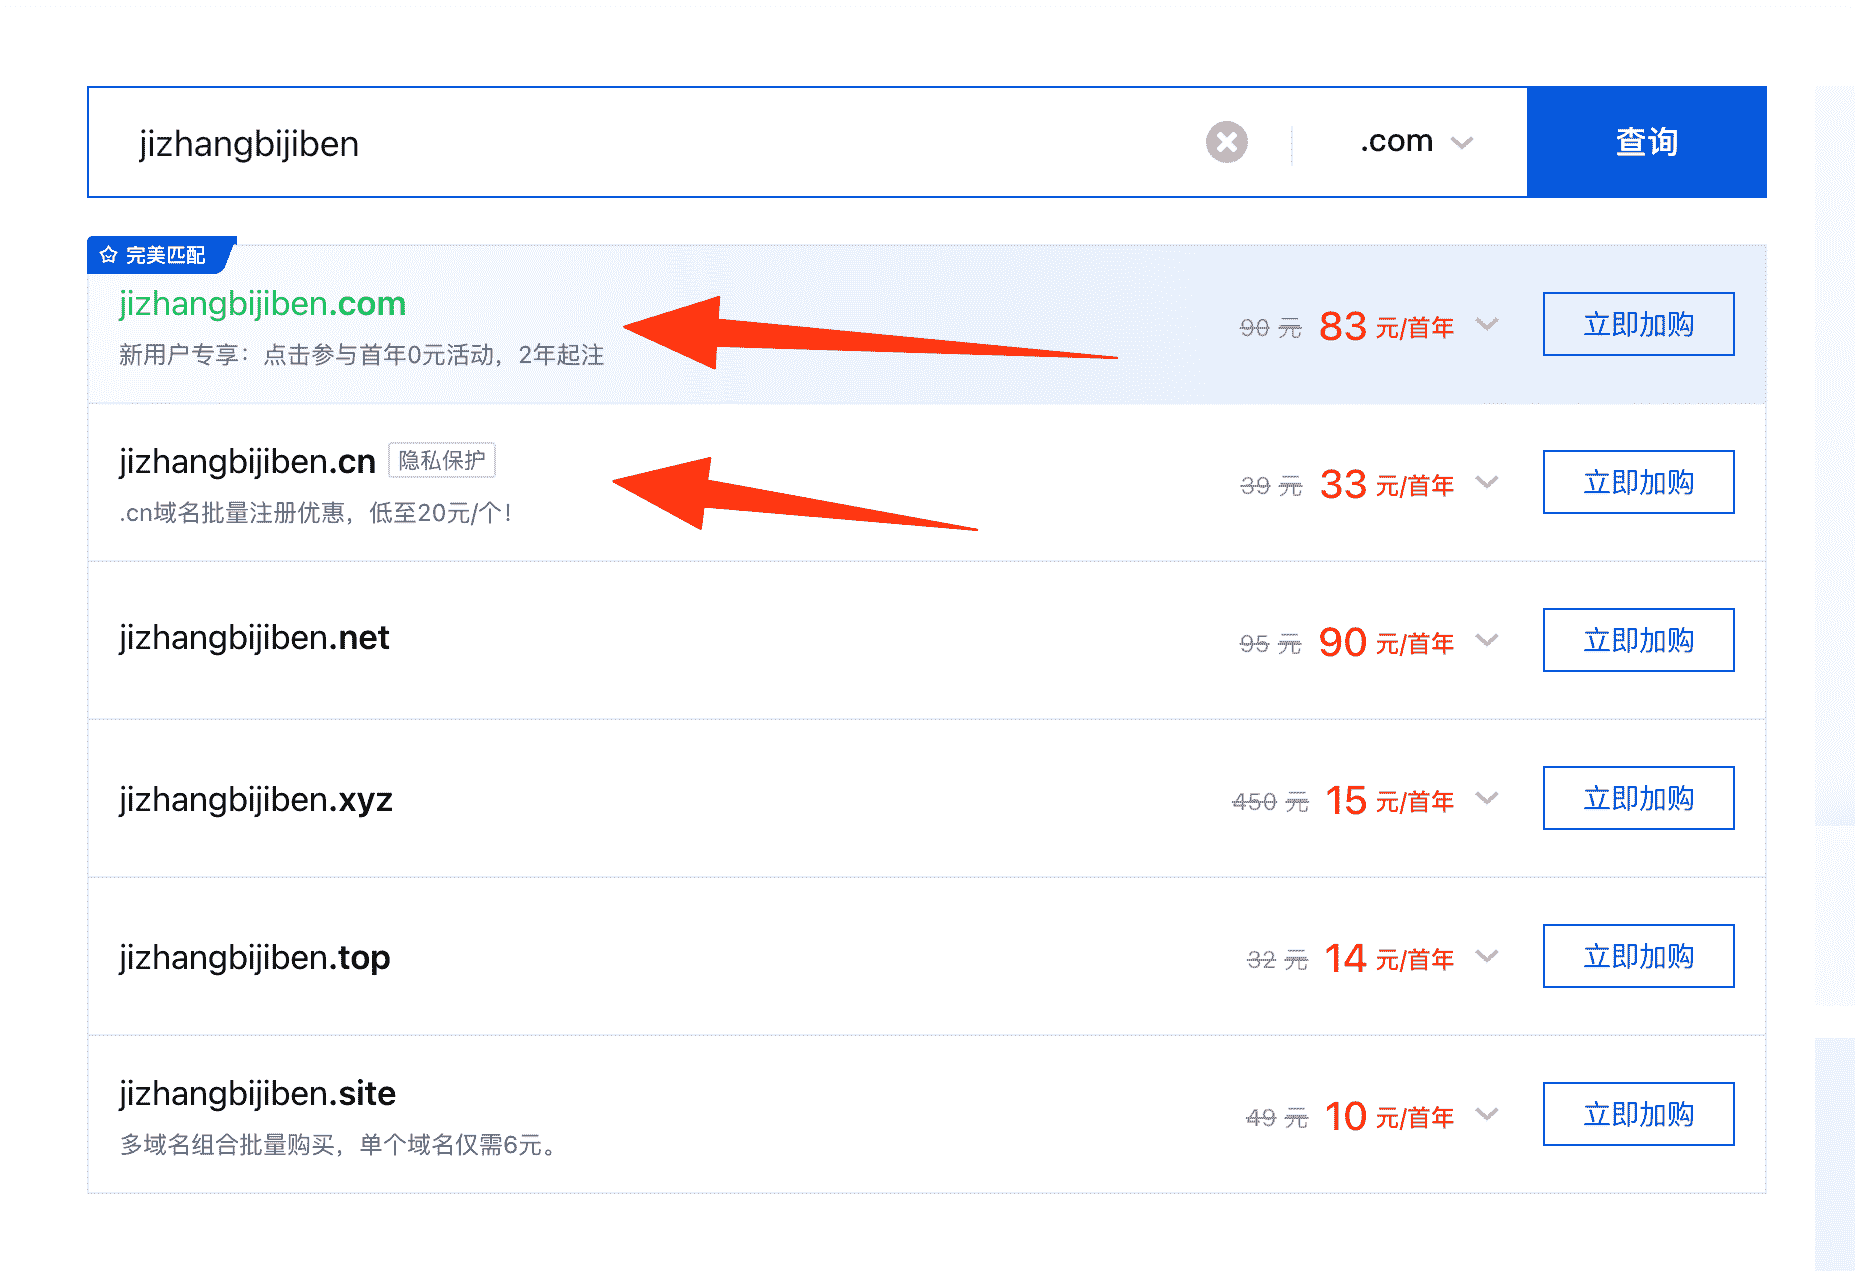 jizhangbijiben
.com
查询
完美匹配
jizhangbijiben.com
新用户专享：点击参与首年0元活动，2年起注
90 元 83 元/首年
立即加购
jizhangbijiben.cn 隐私保护
.cn域名批量注册优惠，低至20元/个！
39 元 33 元/首年
立即加购
jizhangbijiben.net
95 元 90 元/首年
立即加购
jizhangbijiben.xyz
450 元 15 元/首年
立即加购
jizhangbijiben.top
32 元 14 元/首年
立即加购
jizhangbijiben.site
多域名组合批量购买，单个域名仅需6元。
49 元 10 元/首年
立即加购